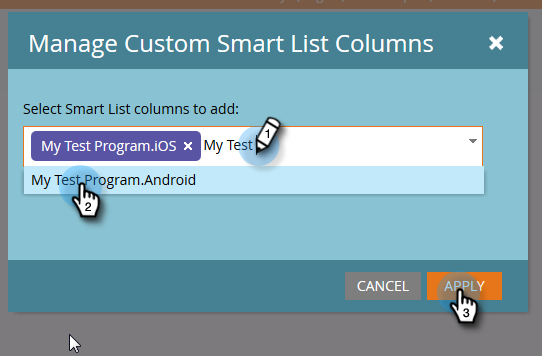 Manage Custom Smart List Columns ×
Select Smart List columns to add:
My Test Program.iOS × My Test
1
My Test Program.Android
2
CANCEL APPLY
3